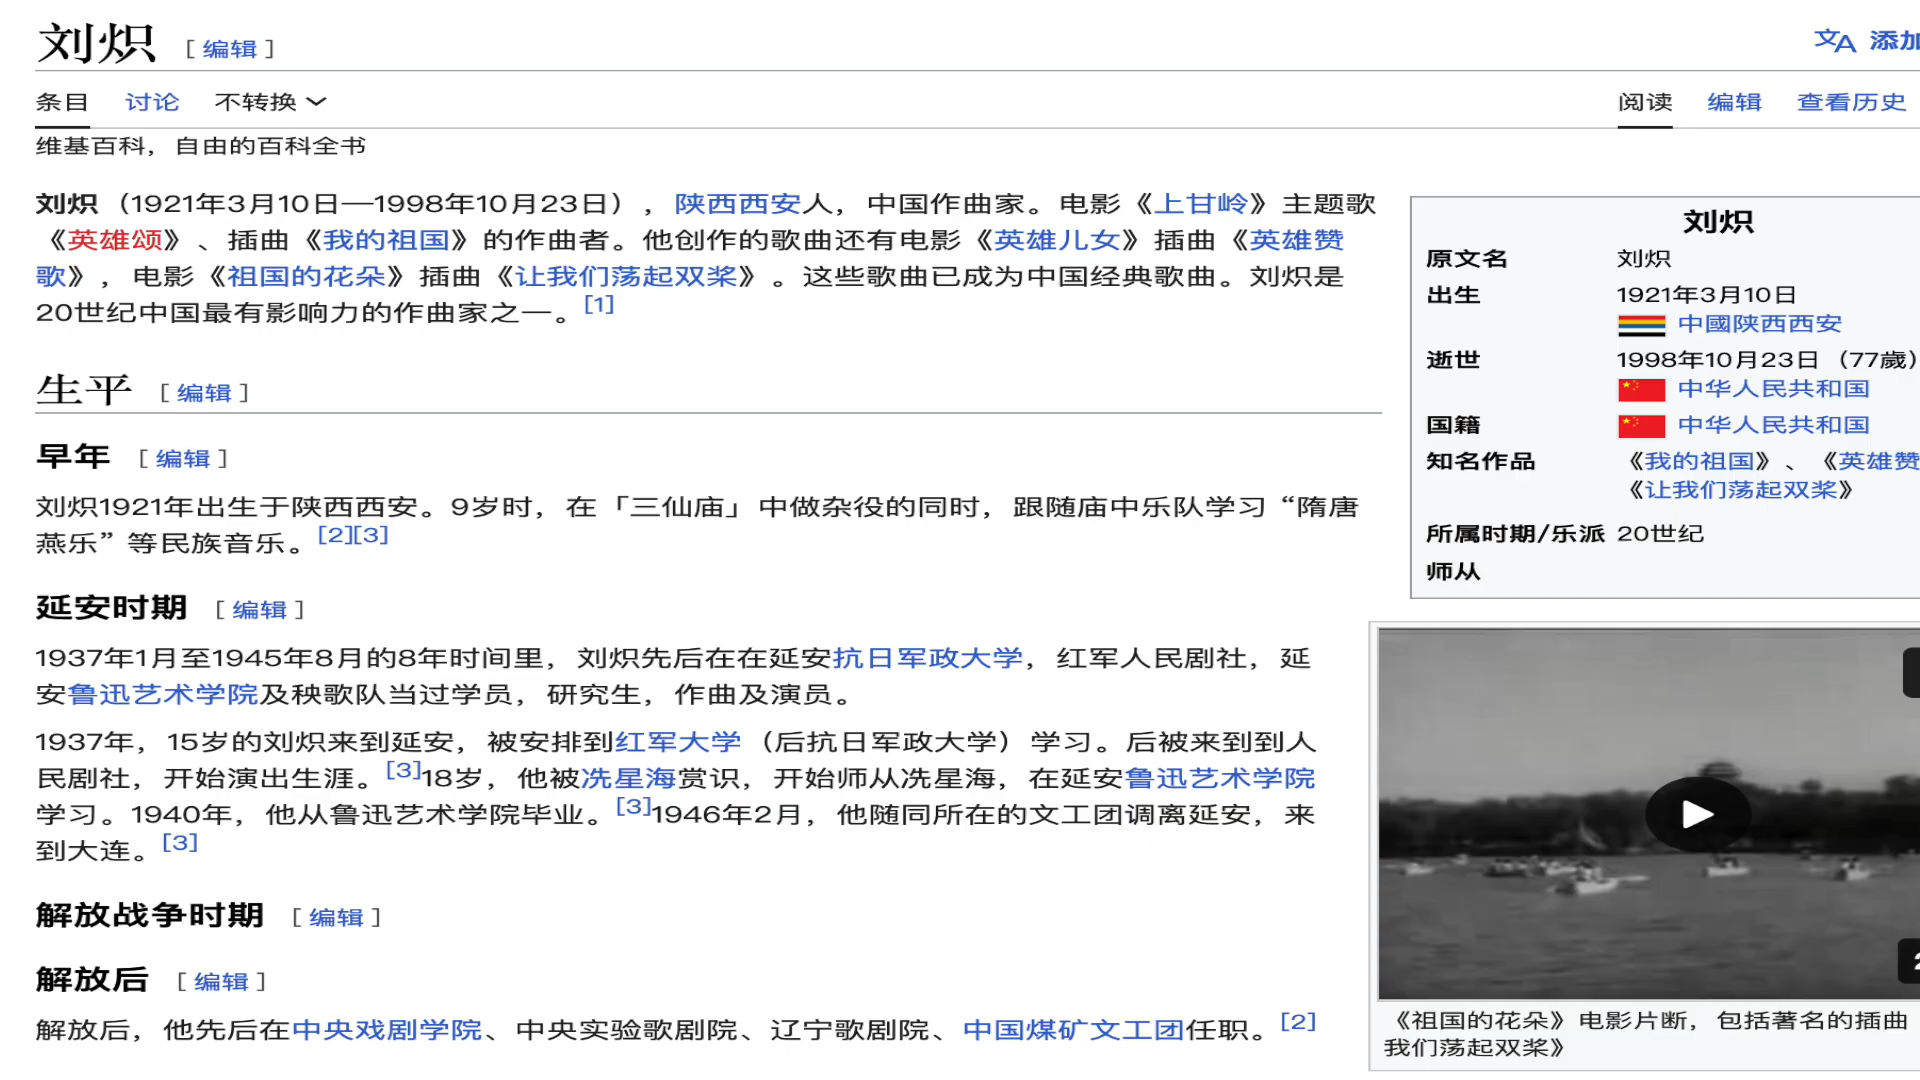 刘炽 [ 编辑 ]
文A 添加
条目 讨论 不转换
阅读 编辑 查看历史
维基百科，自由的百科全书
刘炽（1921年3月10日—1998年10月23日），陕西西安人，中国作曲家。电影《上甘岭》主题歌
《英雄颂》、插曲《我的祖国》的作曲者。他创作的歌曲还有电影《英雄儿女》插曲《英雄赞
歌》，电影《祖国的花朵》插曲《让我们荡起双桨》。这些歌曲已成为中国经典歌曲。刘炽是
20世纪中国最有影响力的作曲家之一。[1]
生平 [ 编辑 ]
早年 [ 编辑 ]
刘炽1921年出生于陕西西安。9岁时，在「三仙庙」中做杂役的同时，跟随庙中乐队学习“隋唐
燕乐”等民族音乐。[2][3]
延安时期 [ 编辑 ]
1937年1月至1945年8月的8年时间里，刘炽先后在在延安抗日军政大学，红军人民剧社，延
安鲁迅艺术学院及秧歌队当过学员，研究生，作曲及演员。
1937年，15岁的刘炽来到延安，被安排到红军大学（后抗日军政大学）学习。后被来到到人
民剧社，开始演出生涯。[3]18岁，他被冼星海赏识，开始师从冼星海，在延安鲁迅艺术学院
学习。1940年，他从鲁迅艺术学院毕业。[3]1946年2月，他随同所在的文工团调离延安，来
到大连。[3]
解放战争时期 [ 编辑 ]
解放后 [ 编辑 ]
解放后，他先后在中央戏剧学院、中央实验歌剧院、辽宁歌剧院、中国煤矿文工团任职。[2]
刘炽
原文名 刘炽
出生 1921年3月10日
中國陕西西安
逝世 1998年10月23日（77歲）
中华人民共和国
国籍 中华人民共和国
知名作品 《我的祖国》、《英雄赞
《让我们荡起双桨》
所属时期/乐派 20世纪
师从
《祖国的花朵》电影片断，包括著名的插曲
我们荡起双桨》